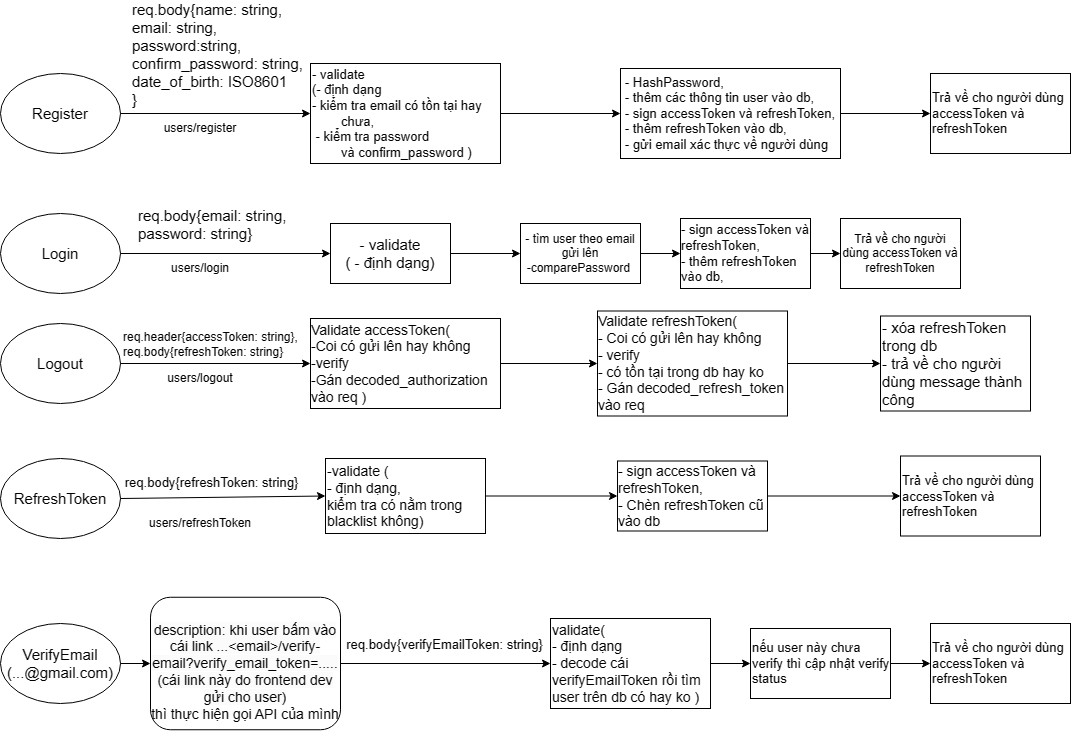 req.body{name: string,
email: string,
password:string,
confirm_password: string,
date_of_birth: ISO8601
}
Register
users/register
- validate
(- định dạng
- kiểm tra email có tồn tại hay
chưa,
- kiểm tra password
và confirm_password )
- HashPassword,
- thêm các thông tin user vào db,
- sign accessToken và refreshToken,
- thêm refreshToken vào db,
- gửi email xác thực về người dùng
Trả về cho người dùng
accessToken và
refreshToken
req.body{email: string,
password: string}
Login
users/login
- validate
( - định dạng)
- tìm user theo email
gửi lên
-comparePassword
- sign accessToken và
refreshToken,
- thêm refreshToken
vào db,
Trả về cho người
dùng accessToken và
refreshToken
req.header{accessToken: string},
req.body{refreshToken: string}
Logout
users/logout
Validate accessToken(
-Coi có gửi lên hay không
-verify
-Gán decoded_authorization
vào req )
Validate refreshToken(
- Coi có gửi lên hay không
- verify
- có tồn tại trong db hay ko
- Gán decoded_refresh_token
vào req
- xóa refreshToken
trong db
- trả về cho người
dùng message thành
công
RefreshToken
req.body{refreshToken: string}
users/refreshToken
-validate (
- định dạng,
kiểm tra có nằm trong
blacklist không)
- sign accessToken và
refreshToken,
- Chèn refreshToken cũ
vào db
Trả về cho người dùng
accessToken và
refreshToken
VerifyEmail
(...@gmail.com)
description: khi user bấm vào
cái link ...<email>/verify-
email?verify_email_token=.....
(cái link này do frontend dev
gửi cho user)
thì thực hiện gọi API của mình
req.body{verifyEmailToken: string}
validate(
- định dạng
- decode cái
verifyEmailToken rồi tìm
user trên db có hay ko )
nếu user này chưa
verify thì cập nhật verify
status
Trả về cho người dùng
accessToken và
refreshToken